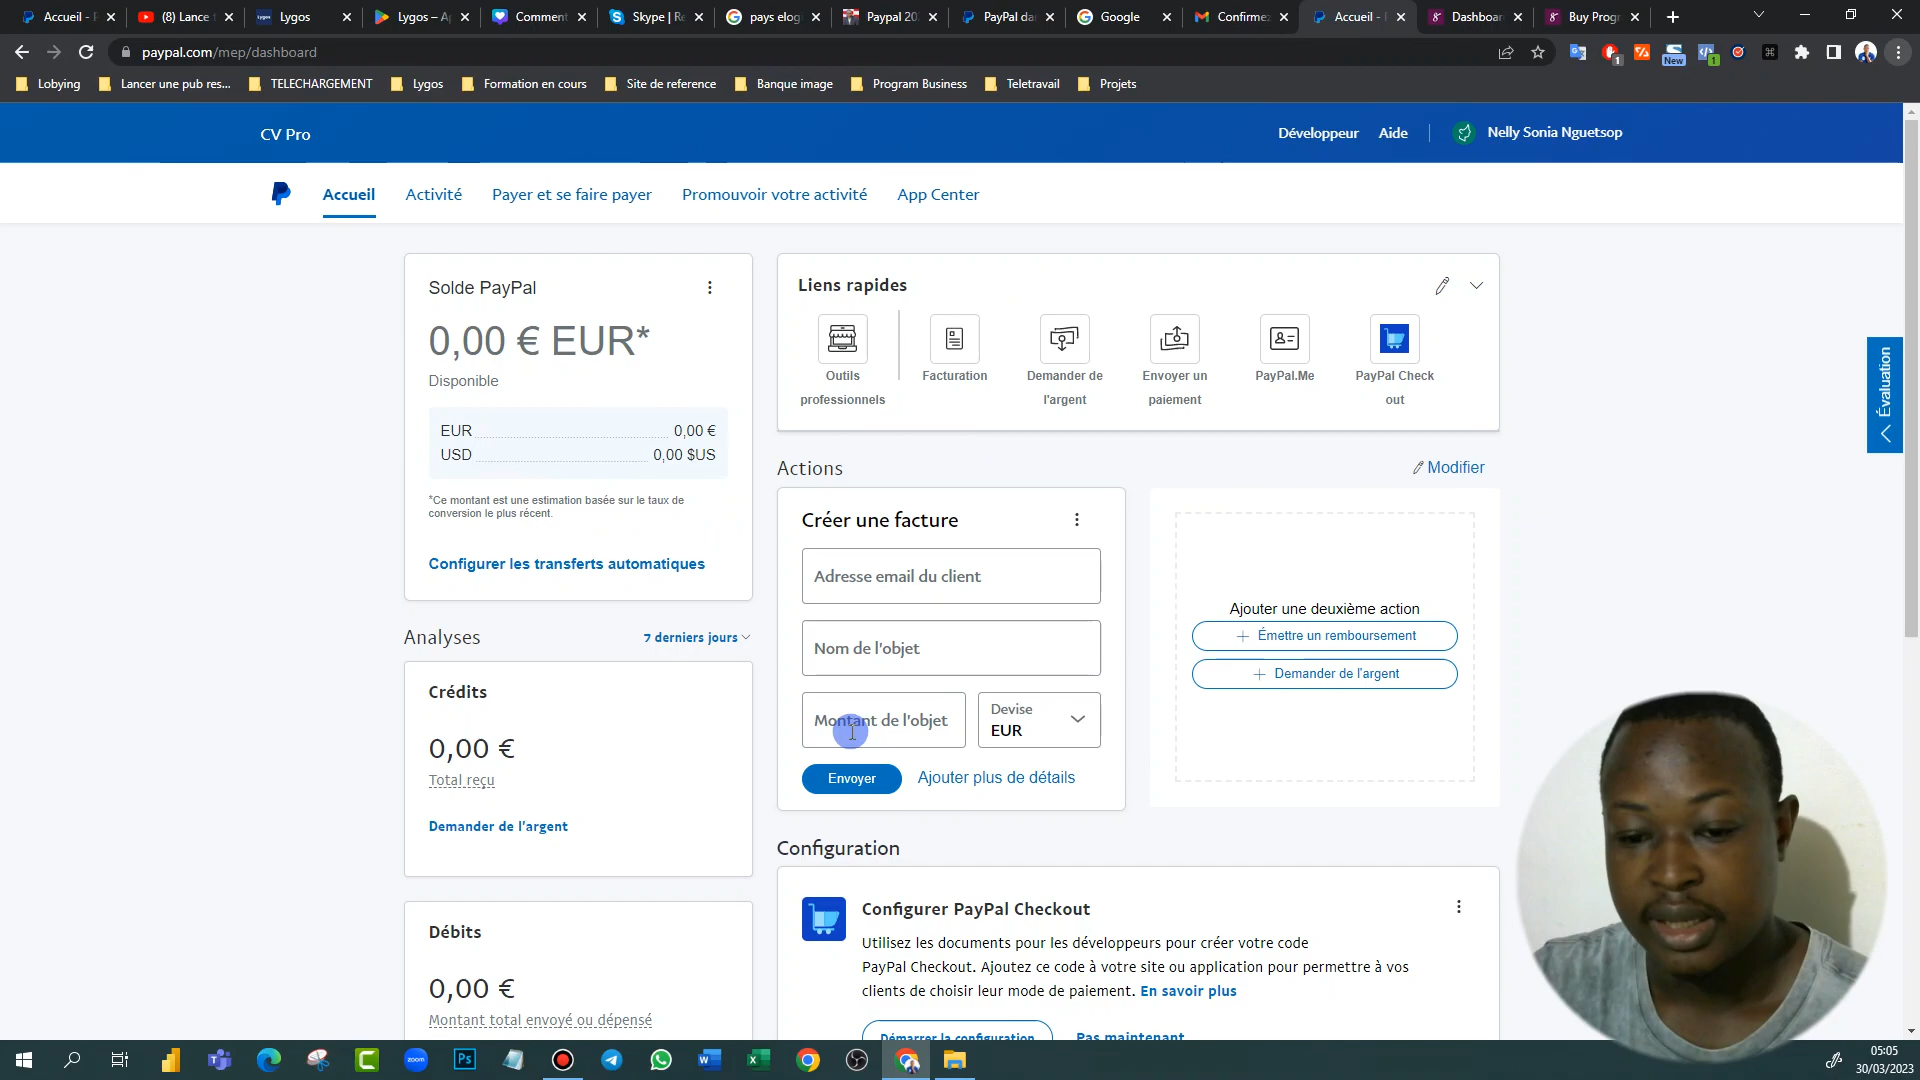 Accueil - P
(8) Lance t
Lygos
Lygos – A
Comment
Skype | Re
pays elog
Paypal 20
PayPal da
Google
Confirmez
Accueil -
Dashboar
Buy Prog
paypal.com/mep/dashboard
New
1
1
Lobying
Lancer une pub res...
TELECHARGEMENT
Lygos
Formation en cours
Site de reference
Banque image
Program Business
Teletravail
Projets
CV Pro
Développeur
Aide
Nelly Sonia Nguetsop
Accueil
Activité
Payer et se faire payer
Promouvoir votre activité
App Center
Solde PayPal
0,00 € EUR*
Disponible
EUR 0,00 €
USD 0,00 $US
*Ce montant est une estimation basée sur le taux de
conversion le plus récent.
Configurer les transferts automatiques
Liens rapides
Outils
professionnels
Facturation
Demander de
l'argent
Envoyer un
paiement
PayPal.Me
PayPal Check
out
Évaluation
Actions
Modifier
Créer une facture
Adresse email du client
Nom de l'objet
Montant de l'objet
Devise
EUR
Envoyer
Ajouter plus de détails
Ajouter une deuxième action
Émettre un remboursement
Demander de l'argent
Analyses
7 derniers jours
Crédits
0,00 €
Total reçu
Demander de l'argent
Débits
0,00 €
Montant total envoyé ou dépensé
Configuration
Configurer PayPal Checkout
Utilisez les documents pour les développeurs pour créer votre code
PayPal Checkout. Ajoutez ce code à votre site ou application pour permettre à vos
clients de choisir leur mode de paiement. En savoir plus
Démarrer la configuration
Pas maintenant
zoom
Ps
05:05
30/03/2023